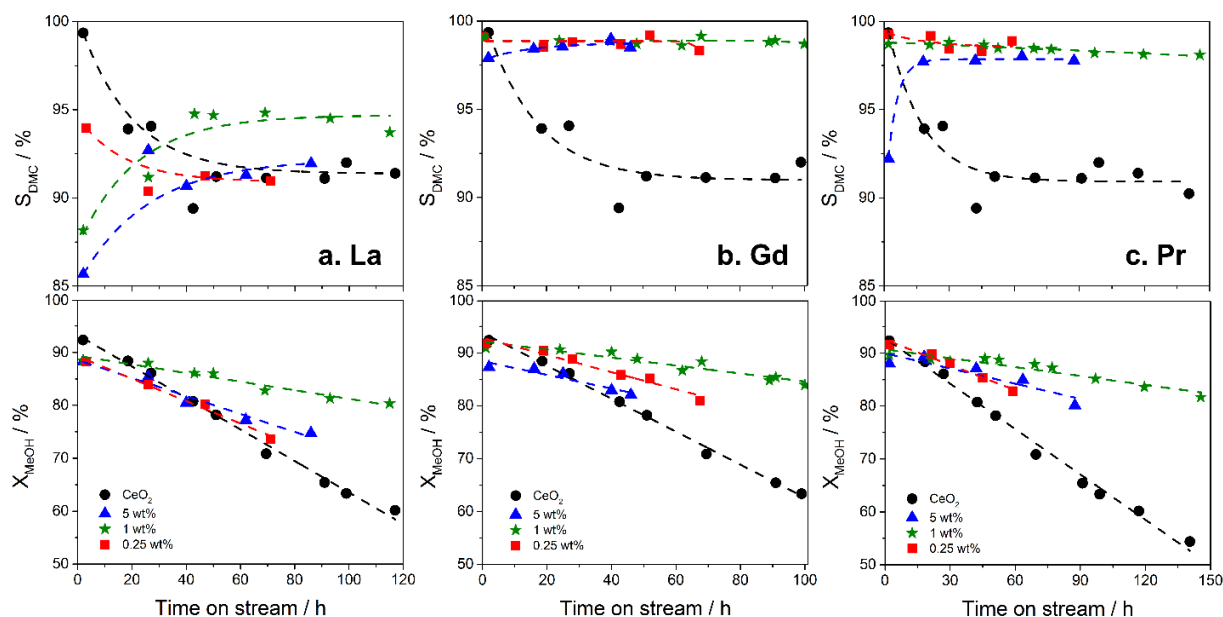 100
95
90
85
S_DMC / %
a. La
100
95
90
85
S_DMC / %
b. Gd
100
95
90
85
S_DMC / %
c. Pr
100
90
80
70
60
50
X_MeOH / %
CeO₂
5 wt%
1 wt%
0.25 wt%
0 20 40 60 80 100 120
Time on stream / h
100
90
80
70
60
50
X_MeOH / %
CeO₂
5 wt%
1 wt%
0.25 wt%
0 20 40 60 80 100
Time on stream / h
100
90
80
70
60
50
X_MeOH / %
CeO₂
5 wt%
1 wt%
0.25 wt%
0 30 60 90 120 150
Time on stream / h